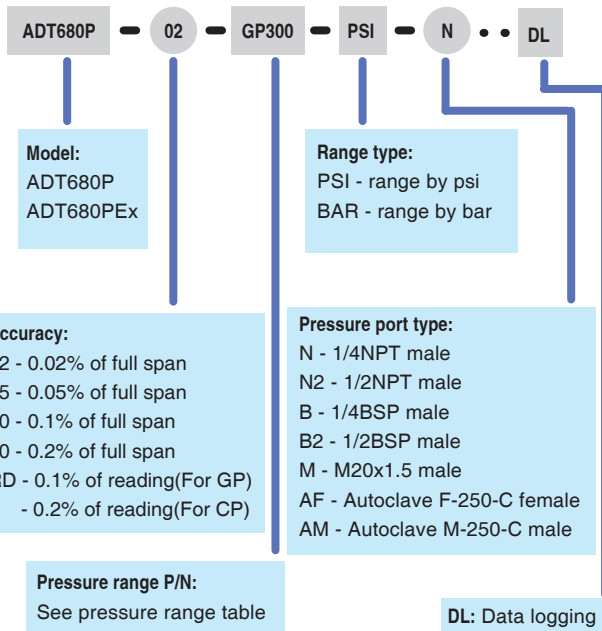 ADT680P 02 GP300 PSI N DL
Model:
ADT680P
ADT680PEx
Range type:
PSI - range by psi
BAR - range by bar
2 - 0.02% of full span
5 - 0.05% of full span
0 - 0.1% of full span
0 - 0.2% of full span
- 0.1% of reading(For GP)
- 0.2% of reading(For CP)
Pressure port type:
N - 1/4NPT male
N2 - 1/2NPT male
B - 1/4BSP male
B2 - 1/2BSP male
M - M20x1.5 male
AF - Autoclave F-250-C female
AM - Autoclave M-250-C male
Pressure range P/N:
See pressure range table
DL: Data logging